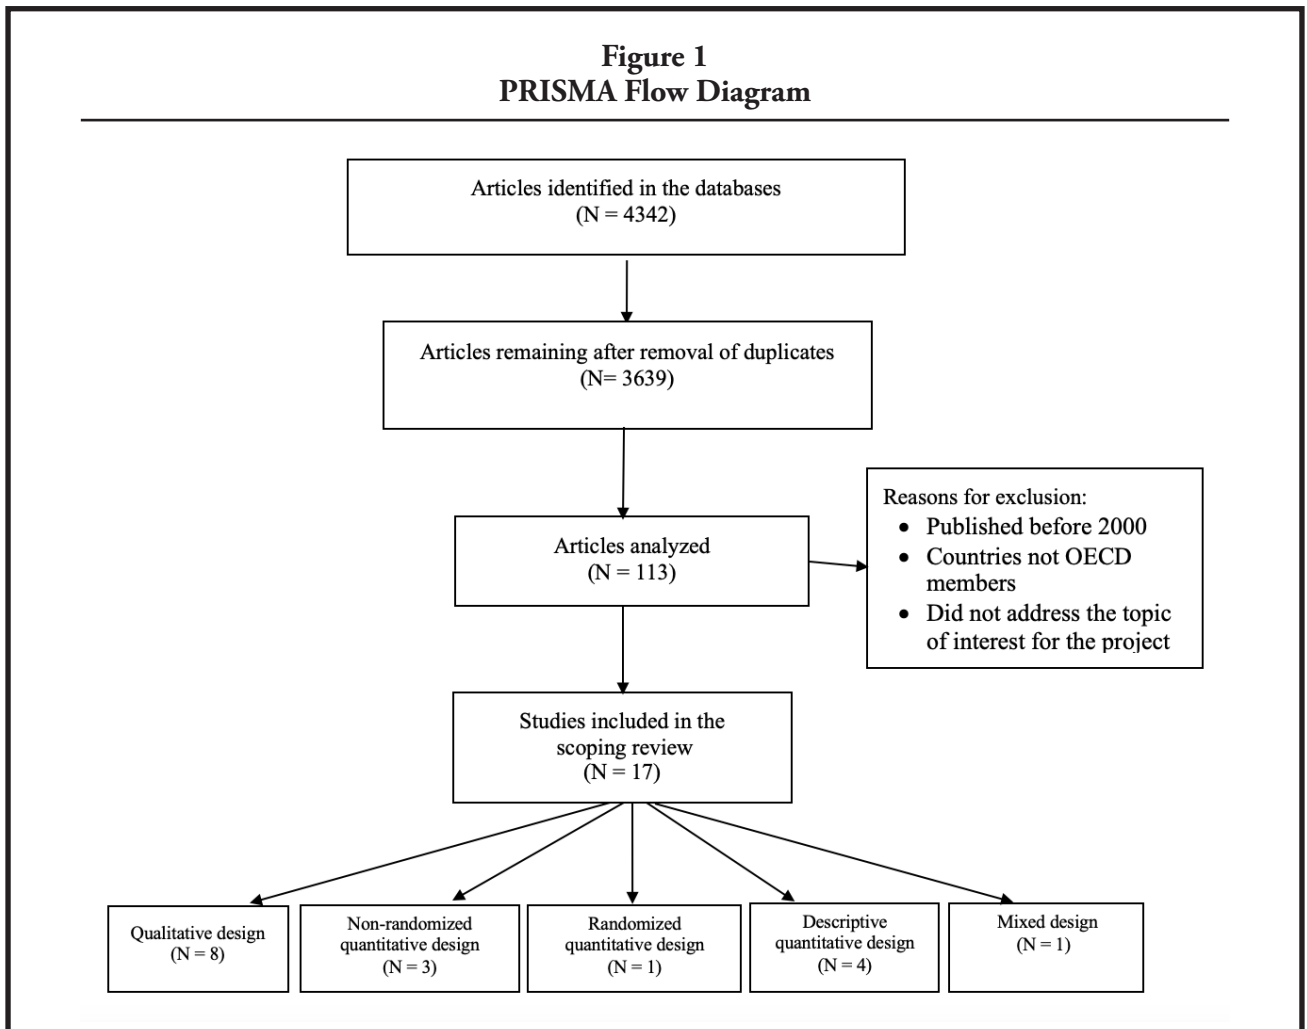 Figure 1
PRISMA Flow Diagram
Articles identified in the databases
(N = 4342)
Articles remaining after removal of duplicates
(N= 3639)
Articles analyzed
(N = 113)
Reasons for exclusion:
• Published before 2000
• Countries not OECD
members
• Did not address the topic
of interest for the project
Studies included in the
scoping review
(N = 17)
Qualitative design
(N = 8)
Non-randomized
quantitative design
(N = 3)
Randomized
quantitative design
(N = 1)
Descriptive
quantitative design
(N = 4)
Mixed design
(N = 1)